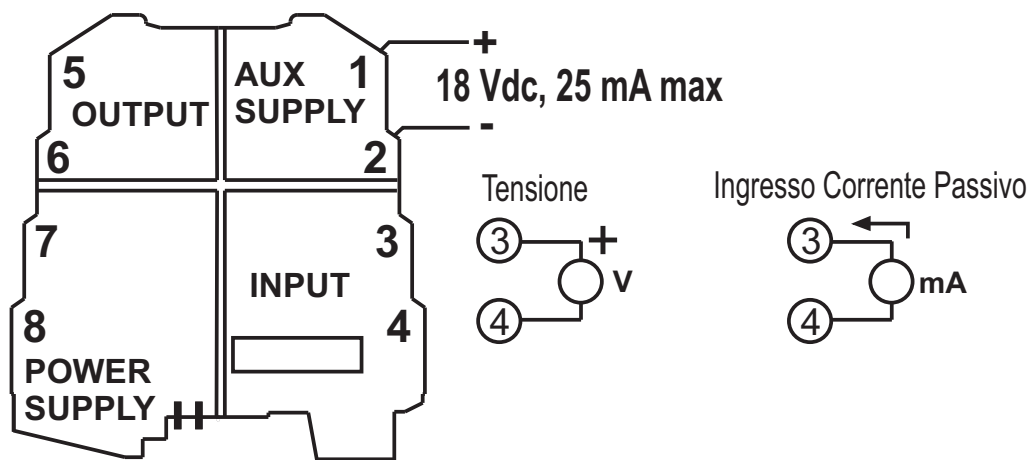 5
OUTPUT
6
AUX
SUPPLY
1
2
+
18 Vdc, 25 mA max
-
7
8
POWER
SUPPLY
3
INPUT
4
Tensione
3
+
V
4
Ingresso Corrente Passivo
3
mA
4